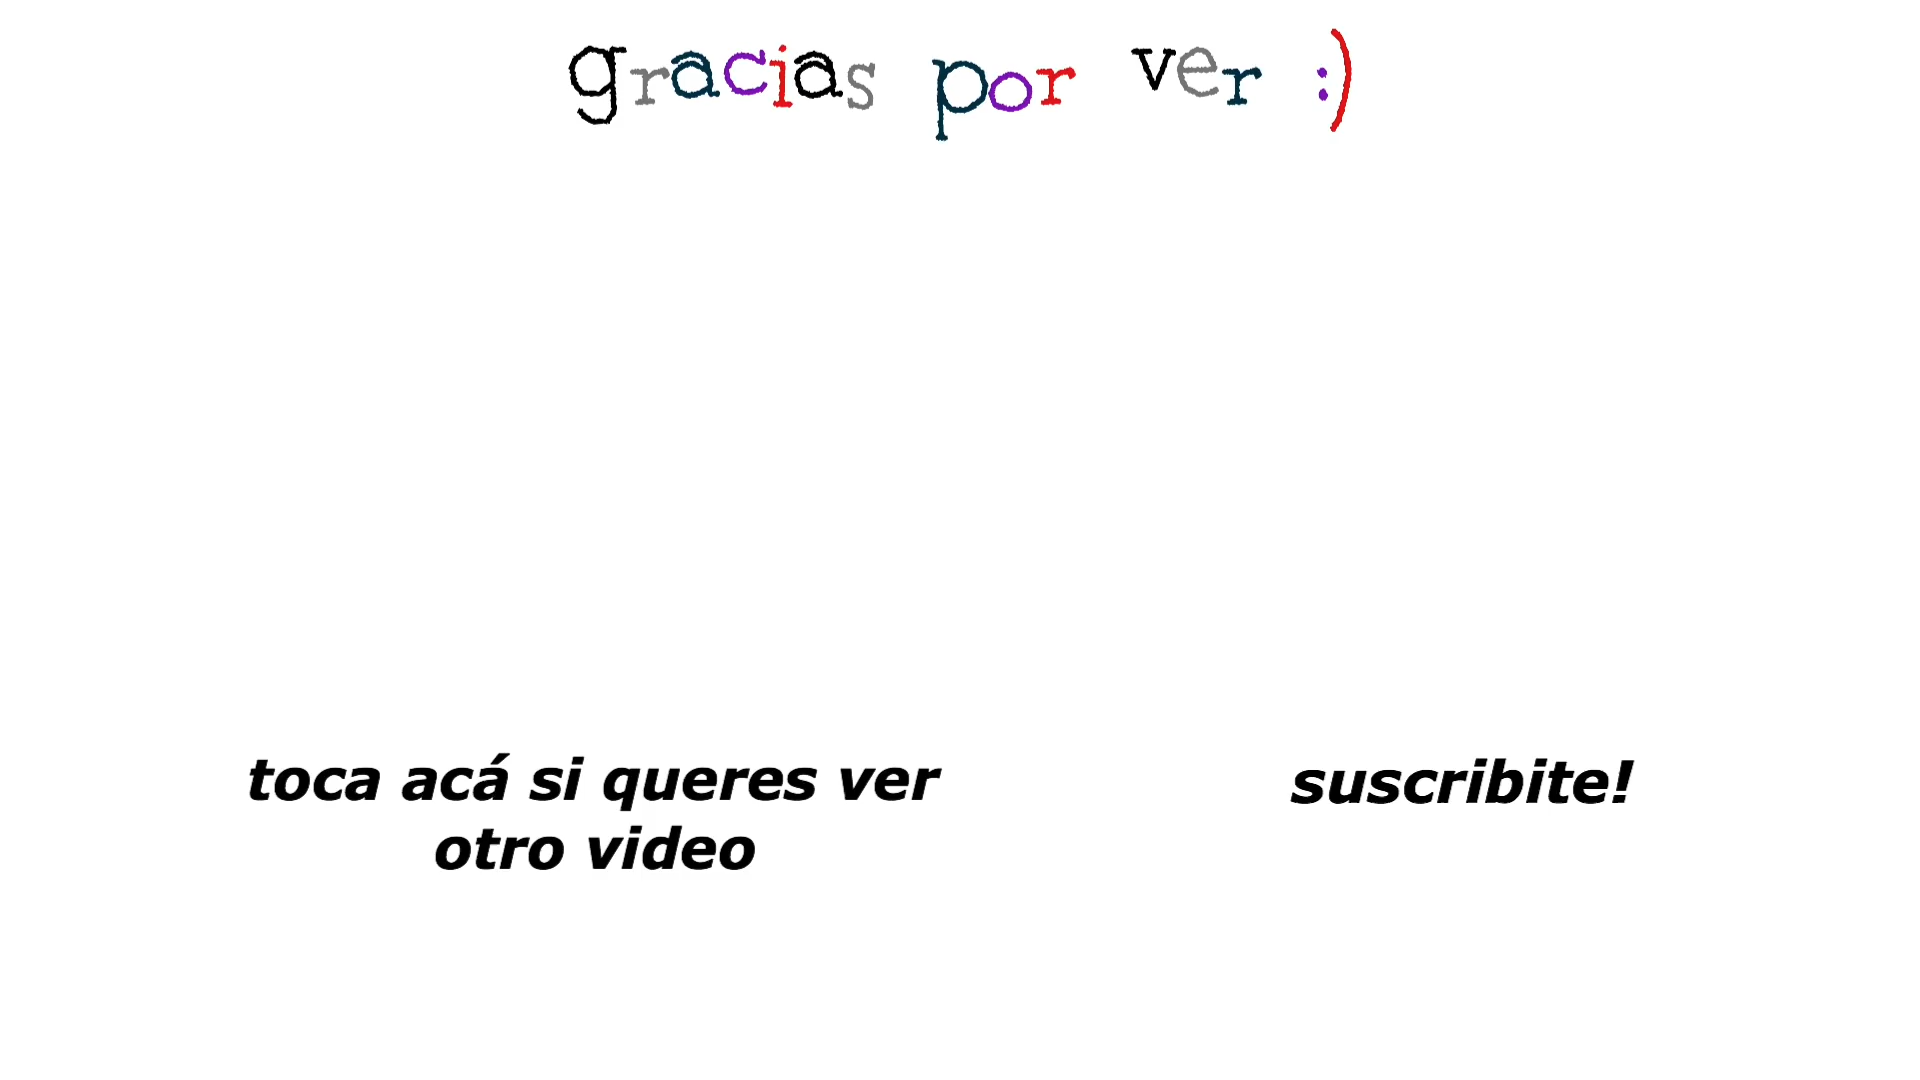 gracias por ver :)
toca acá si queres ver
otro video
suscribite!